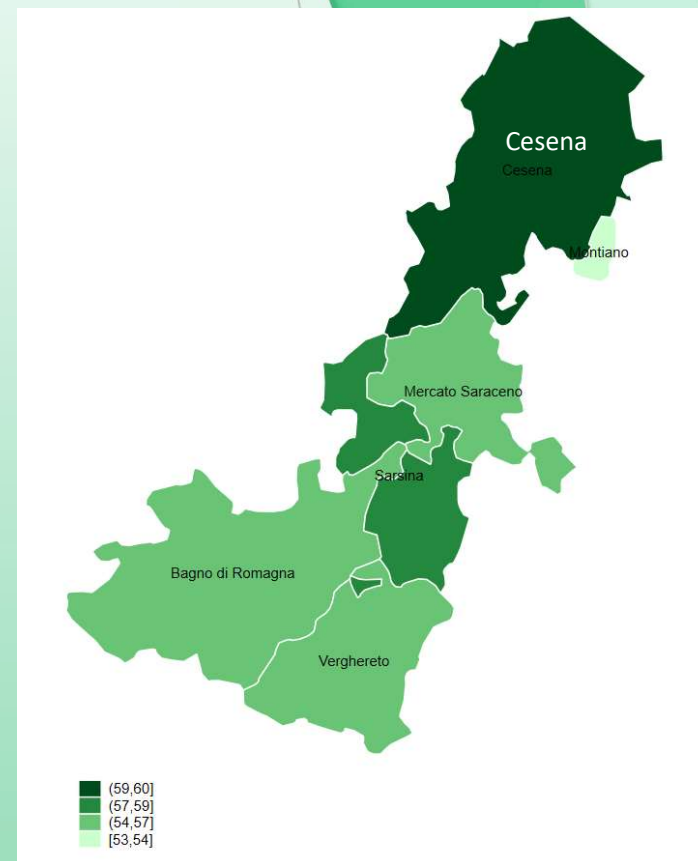 Cesena
Cesena
Montiano
Mercato Saraceno
Sarsina
Bagno di Romagna
Verghereto
(59,60]
(57,59]
(54,57]
[53,54]